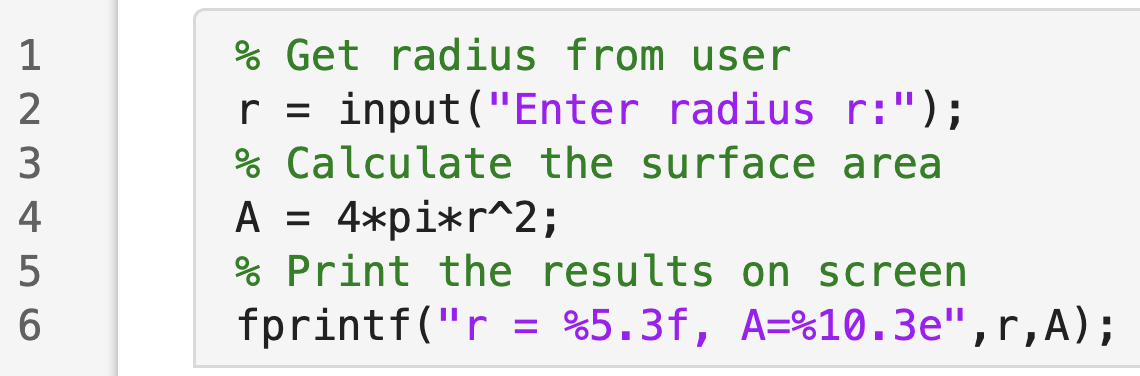 1 % Get radius from user
2 r = input("Enter radius r:");
3 % Calculate the surface area
4 A = 4*pi*r^2;
5 % Print the results on screen
6 fprintf("r = %5.3f, A=%10.3e",r,A);